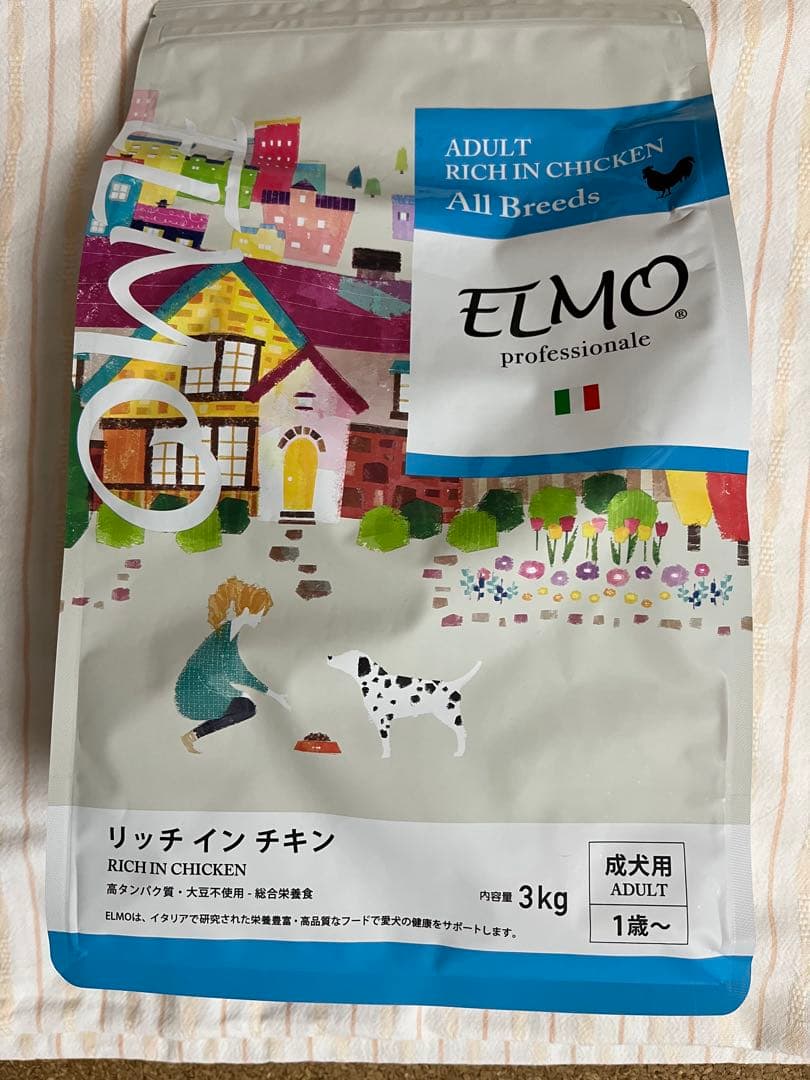 ELMO
ADULT
RICH IN CHICKEN
All Breeds
ELMO®
professionale
リッチ イン チキン
RICH IN CHICKEN
高タンパク質・大豆不使用 - 総合栄養食
ELMOは、イタリアで研究された栄養豊富・高品質なフードで愛犬の健康をサポートします。
内容量 3kg
成犬用
ADULT
1歳〜